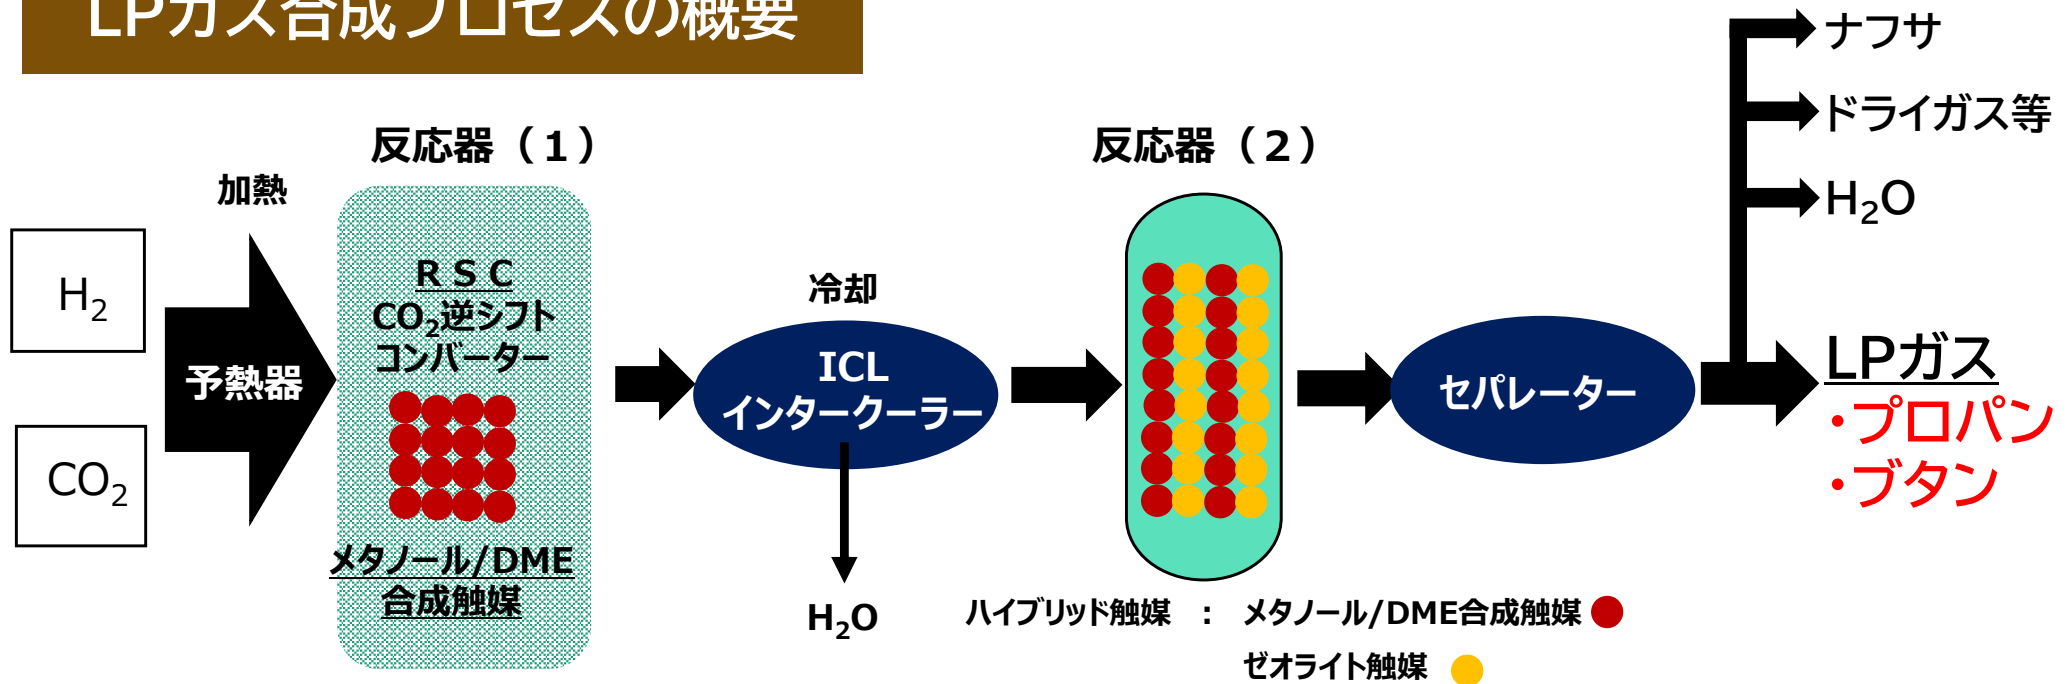 LPガス合成プロセスの概要
ナフサ
ドライガス等
H₂O
反応器（１）
反応器（２）
加熱
H₂
CO₂
予熱器
ＲＳＣ
CO₂逆シフト
コンバーター
メタノール/DME
合成触媒
冷却
ICL
インタークーラー
H₂O
セパレーター
LPガス
・プロパン
・ブタン
ハイブリッド触媒 ： メタノール/DME合成触媒
ゼオライト触媒